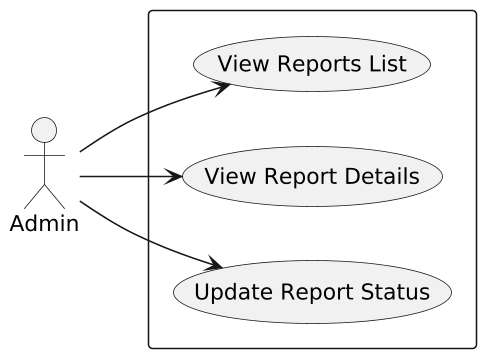 View Reports List
View Report Details
Admin
Update Report Status